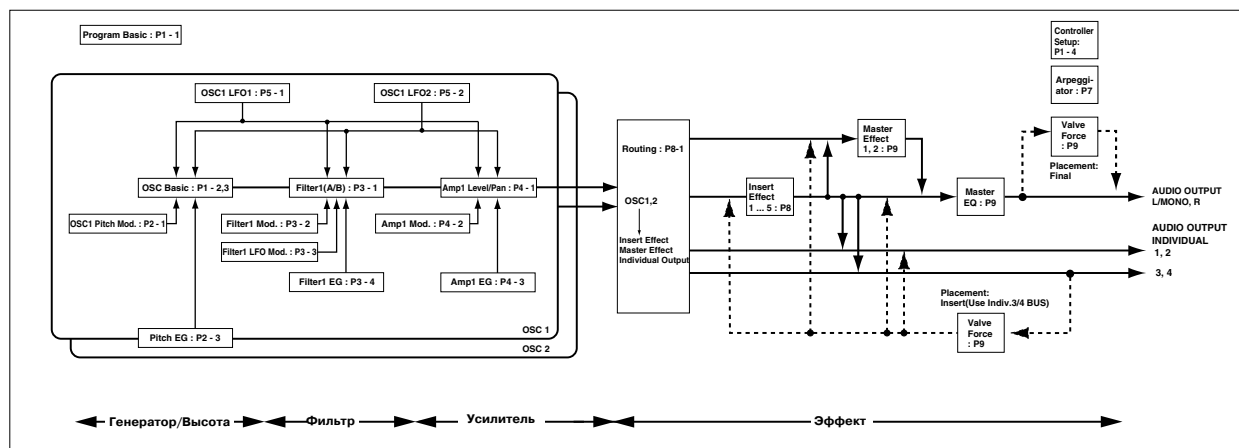 Program Basic : P1 - 1
Controller
Setup:
P1 - 4
Arpeggi-
ator : P7
OSC1 LFO1 : P5 - 1
OSC1 LFO2 : P5 - 2
OSC Basic : P1 - 2,3
Filter1(A/B) : P3 - 1
Amp1 Level/Pan : P4 - 1
OSC1 Pitch Mod. : P2 - 1
Filter1 Mod. : P3 - 2
Amp1 Mod. : P4 - 2
Filter1 LFO Mod. : P3 - 3
Filter1 EG : P3 - 4
Amp1 EG : P4 - 3
Pitch EG : P2 - 3
OSC 1
OSC 2
Routing : P8-1
OSC1,2
Insert Effect
Master Effect
Individual Output
Insert
Effect
1 ... 5 : P8
Master
Effect
1, 2 : P9
Master
EQ : P9
Valve
Force
: P9
Placement:
Final
AUDIO OUTPUT
L/MONO, R
AUDIO OUTPUT
INDIVIDUAL
1, 2
3, 4
Placement:
Insert(Use Indiv.3/4 BUS)
Valve
Force
: P9
Генератор/Высота
Фильтр
Усилитель
Эффект